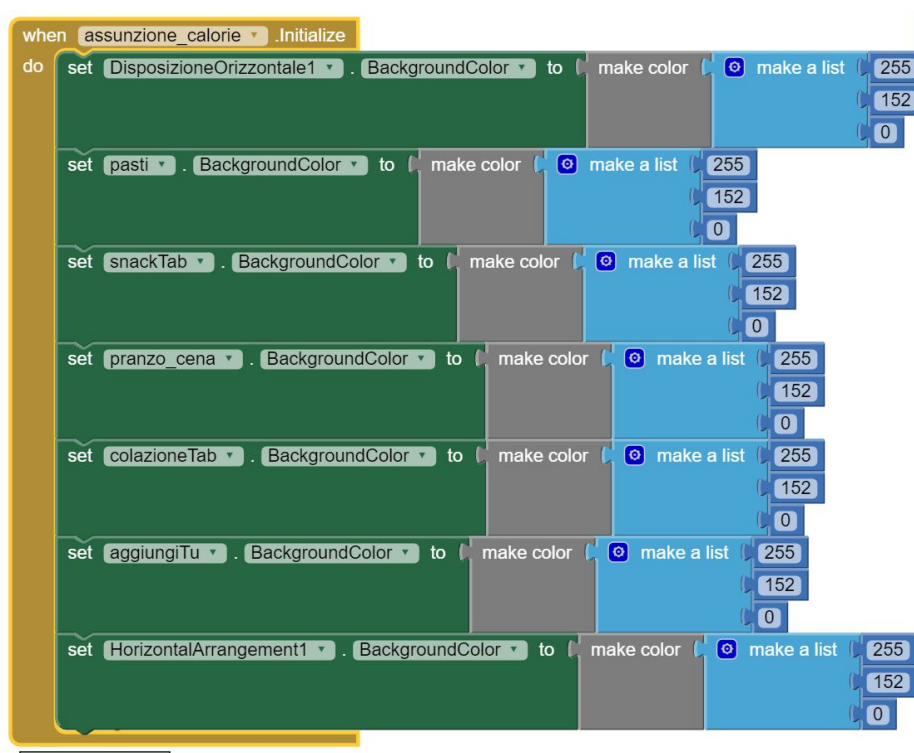 when assunzione_calorie .Initialize
do set DisposizioneOrizzontale1 . BackgroundColor to make color make a list 255
152
0
set pasti . BackgroundColor to make color make a list 255
152
0
set snackTab . BackgroundColor to make color make a list 255
152
0
set pranzo_cena . BackgroundColor to make color make a list 255
152
0
set colazioneTab . BackgroundColor to make color make a list 255
152
0
set aggiungiTu . BackgroundColor to make color make a list 255
152
0
set HorizontalArrangement1 . BackgroundColor to make color make a list 255
152
0